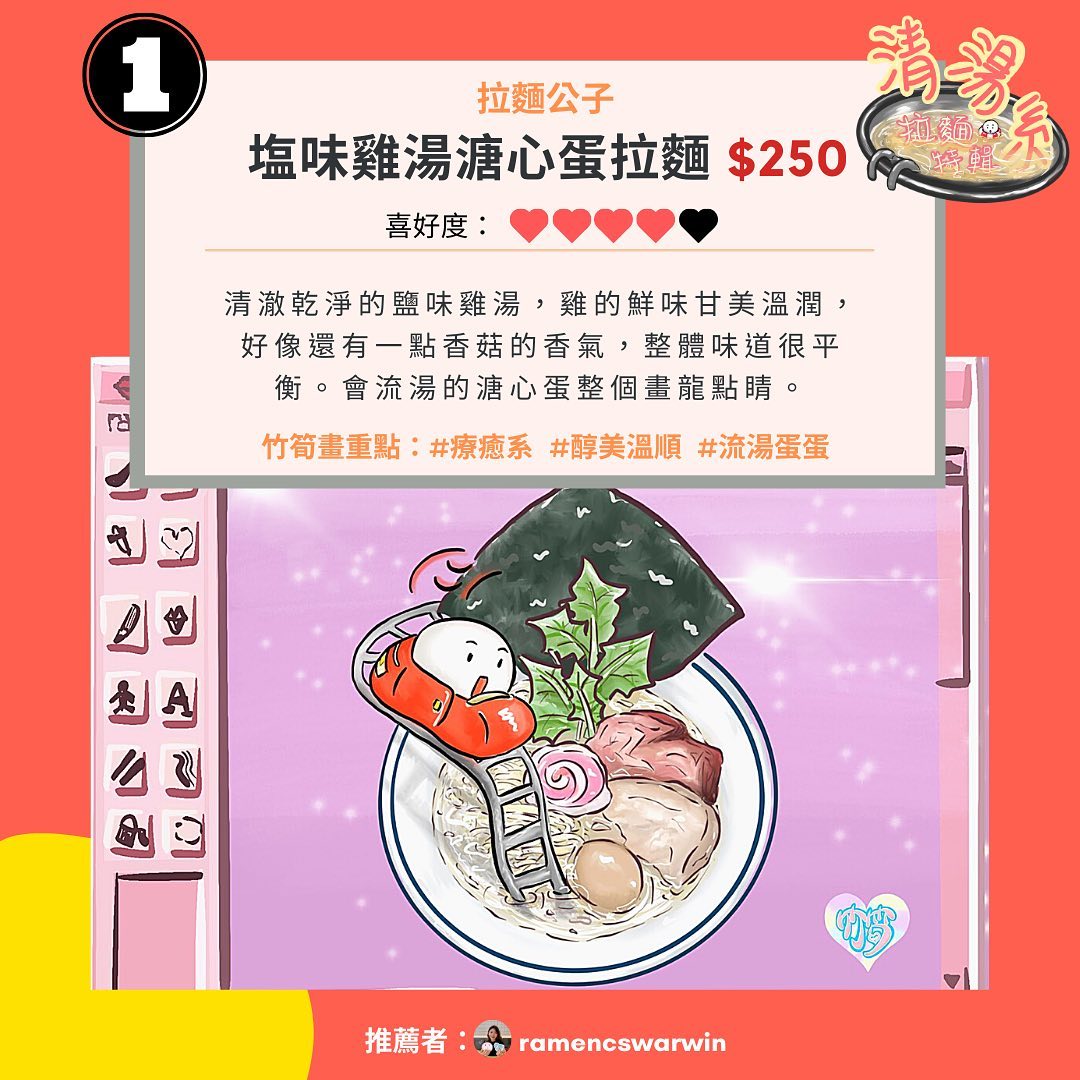 1
清湯系
拉麵
特輯
拉麵公子
塩味雞湯溏心蛋拉麵 $250
喜好度：
清澈乾淨的鹽味雞湯，雞的鮮味甘美溫潤，
好像還有一點香菇的香氣，整體味道很平
衡。會流湯的溏心蛋整個畫龍點睛。
竹筍畫重點：#療癒系 #醇美溫順 #流湯蛋蛋
A
竹筍
推薦者： ramencswarwin